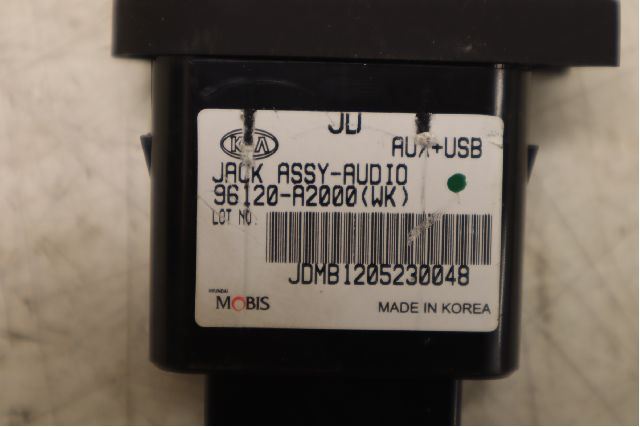 JD
KIA
AUX+USB
JACK ASSY-AUDIO
96120-A2000(WK)
LOT NO:
JDMB1205230048
HYUNDAI
MOBIS
MADE IN KOREA